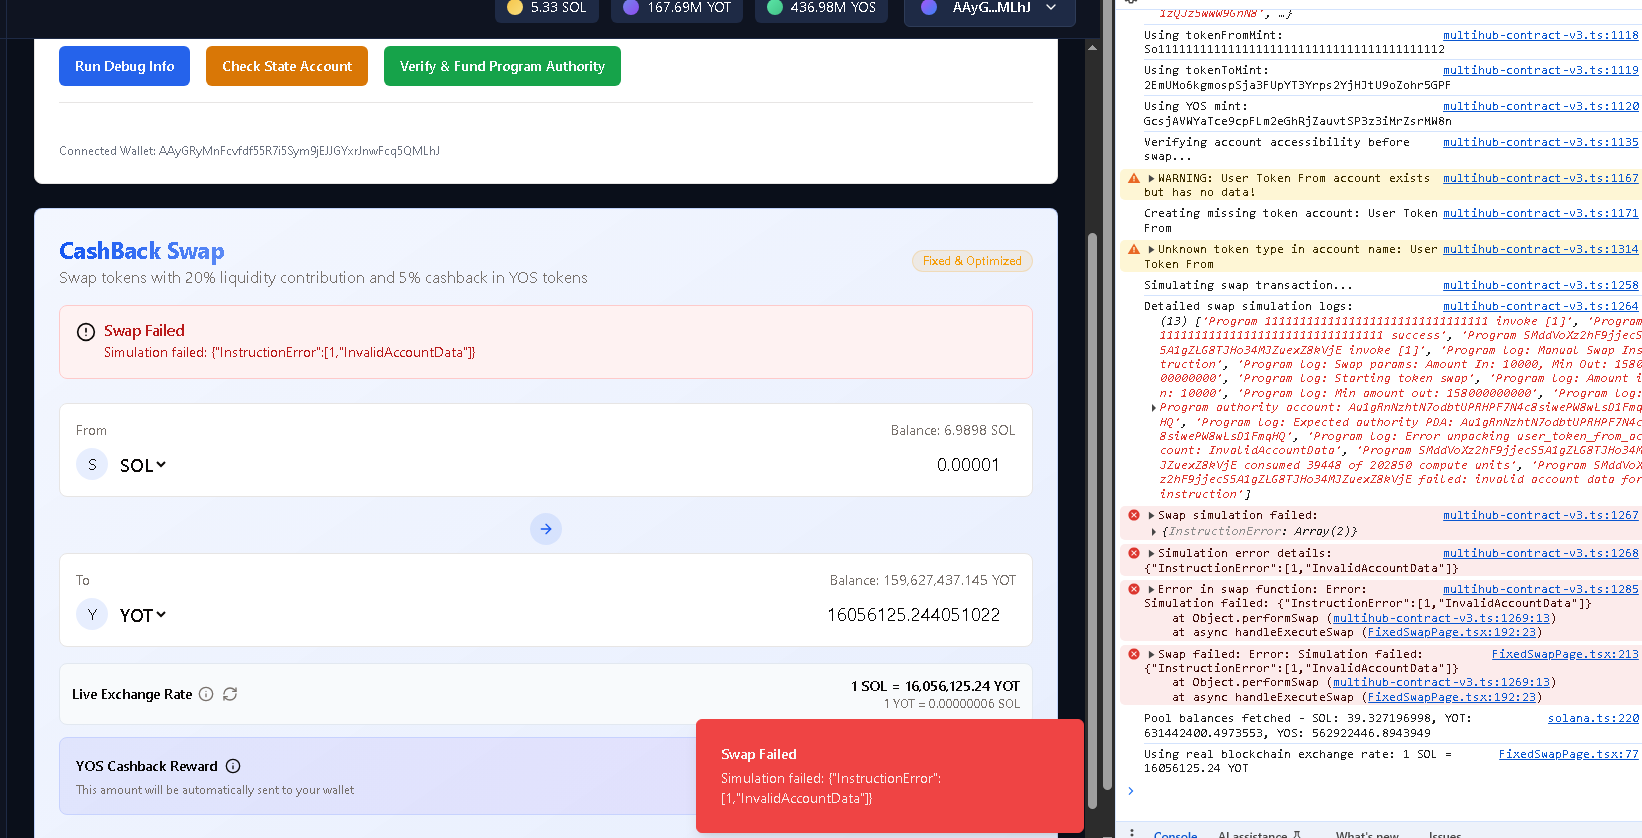 5.33 SOL
167.69M YOT
436.98M YOS
AAyG...MLhJ
Run Debug Info
Check State Account
Verify & Fund Program Authority
Connected Wallet: AAyGRyMnFcvfdf55R7i5Sym9jEJJGYxrJnwFcq5QMLhJ
CashBack Swap
Swap tokens with 20% liquidity contribution and 5% cashback in YOS tokens
Fixed & Optimized
Swap Failed
Simulation failed: {"InstructionError":[1,"InvalidAccountData"]}
From
Balance: 6.9898 SOL
S
SOL
0.00001
To
Balance: 159,627,437.145 YOT
Y
YOT
16056125.244051022
Live Exchange Rate
1 SOL = 16,056,125.24 YOT
1 YOT = 0.00000006 SOL
YOS Cashback Reward
This amount will be automatically sent to your wallet
Swap Failed
Simulation failed: {"InstructionError":
[1,"InvalidAccountData"]}
1zQJz5wwW9GnN8', …}
Using tokenFromMint: multihub-contract-v3.ts:1118
So11111111111111111111111111111111111111112
Using tokenToMint: multihub-contract-v3.ts:1119
2EmUMo6kgmospSja3FUpYT3Yrps2YjHJtU9oZohr5GPF
Using YOS mint: multihub-contract-v3.ts:1120
GcsjAVWYaTce9cpFLm2eGhRjZauvtSP3z3iMrZsrMW8n
Verifying account accessibility before multihub-contract-v3.ts:1135
swap...
WARNING: User Token From account exists multihub-contract-v3.ts:1167
but has no data!
Creating missing token account: User Token multihub-contract-v3.ts:1171
From
Unknown token type in account name: User multihub-contract-v3.ts:1314
Token From
Simulating swap transaction... multihub-contract-v3.ts:1258
Detailed swap simulation logs: multihub-contract-v3.ts:1264
(13) ['Program 11111111111111111111111111111111 invoke [1]', 'Program
11111111111111111111111111111111 success', 'Program SMddVoXz2hF9jjecS
5A1gZLG8TJHo34MJZuexZ8kVjE invoke [1]', 'Program log: Manual Swap Ins
truction', 'Program log: Swap params: Amount In: 10000, Min Out: 1580
00000000', 'Program log: Starting token swap', 'Program log: Amount i
n: 10000', 'Program log: Min amount out: 158000000000', 'Program log:
Program authority account: Au1gRnNzhtN7odbtUPRHPF7N4c8siwePW8wLsD1Fmq
HQ', 'Program log: Expected authority PDA: Au1gRnNzhtN7odbtUPRHPF7N4c
8siwePW8wLsD1FmqHQ', 'Program log: Error unpacking user_token_from_ac
count: InvalidAccountData', 'Program SMddVoXz2hF9jjecS5A1gZLG8TJHo34M
JZuexZ8kVjE consumed 39448 of 202850 compute units', 'Program SMddVoX
z2hF9jjecS5A1gZLG8TJHo34MJZuexZ8kVjE failed: invalid account data for
instruction']
Swap simulation failed: multihub-contract-v3.ts:1267
{InstructionError: Array(2)}
Simulation error details: multihub-contract-v3.ts:1268
{"InstructionError":[1,"InvalidAccountData"]}
Error in swap function: Error: multihub-contract-v3.ts:1285
Simulation failed: {"InstructionError":[1,"InvalidAccountData"]}
at Object.performSwap (multihub-contract-v3.ts:1269:13)
at async handleExecuteSwap (FixedSwapPage.tsx:192:23)
Swap failed: Error: Simulation failed: FixedSwapPage.tsx:213
{"InstructionError":[1,"InvalidAccountData"]}
at Object.performSwap (multihub-contract-v3.ts:1269:13)
at async handleExecuteSwap (FixedSwapPage.tsx:192:23)
Pool balances fetched - SOL: 39.327196998, YOT: solana.ts:220
631442400.4973553, YOS: 562922446.8943949
Using real blockchain exchange rate: 1 SOL = FixedSwapPage.tsx:77
16056125.24 YOT
Console
AI assistance
What's new
Issues